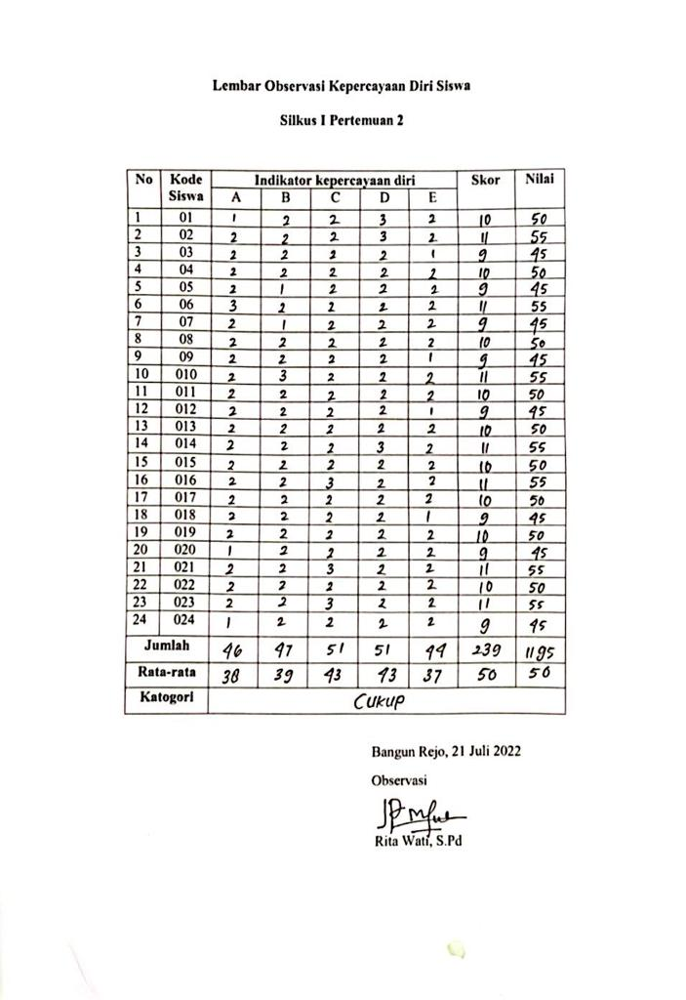 Lembar Observasi Kepercayaan Diri Siswa
Silkus I Pertemuan 2
No Kode Siswa Indikator kepercayaan diri Skor Nilai
A B C D E
1 01 1 2 2 3 2 10 50
2 02 2 2 2 3 2 11 55
3 03 2 2 2 2 1 9 45
4 04 2 2 2 2 2 10 50
5 05 2 1 2 2 2 9 45
6 06 3 2 2 2 2 11 55
7 07 2 1 2 2 2 9 45
8 08 2 2 2 2 2 10 50
9 09 2 2 2 2 1 9 45
10 010 2 3 2 2 2 11 55
11 011 2 2 2 2 2 10 50
12 012 2 2 2 2 1 9 45
13 013 2 2 2 2 2 10 50
14 014 2 2 2 3 2 11 55
15 015 2 2 2 2 2 10 50
16 016 2 2 3 2 2 11 55
17 017 2 2 2 2 2 10 50
18 018 2 2 2 2 1 9 45
19 019 2 2 2 2 2 10 50
20 020 1 2 2 2 2 9 45
21 021 2 2 3 2 2 11 55
22 022 2 2 2 2 2 10 50
23 023 2 2 3 2 2 11 55
24 024 1 2 2 2 2 9 45
Jumlah 46 47 51 51 44 239 1195
Rata-rata 38 39 43 43 37 50 50
Katogori CUKUP
Bangun Rejo, 21 Juli 2022
Observasi
Rita Wati, S.Pd